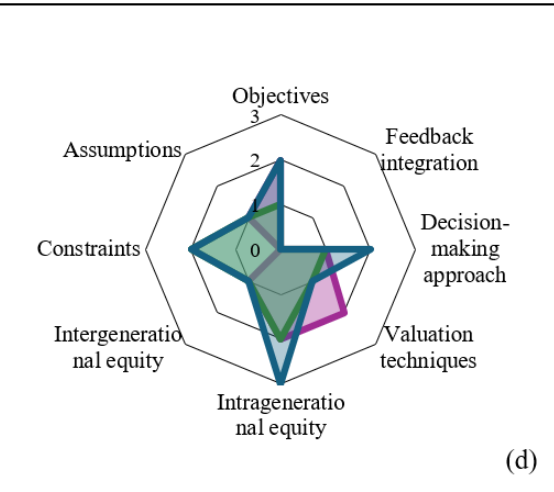 Objectives
3
Feedback
integration
Assumptions
2
1
Decision-
making
approach
Constraints
0
Intergeneratio
nal equity
Valuation
techniques
Intrageneratio
nal equity
(d)